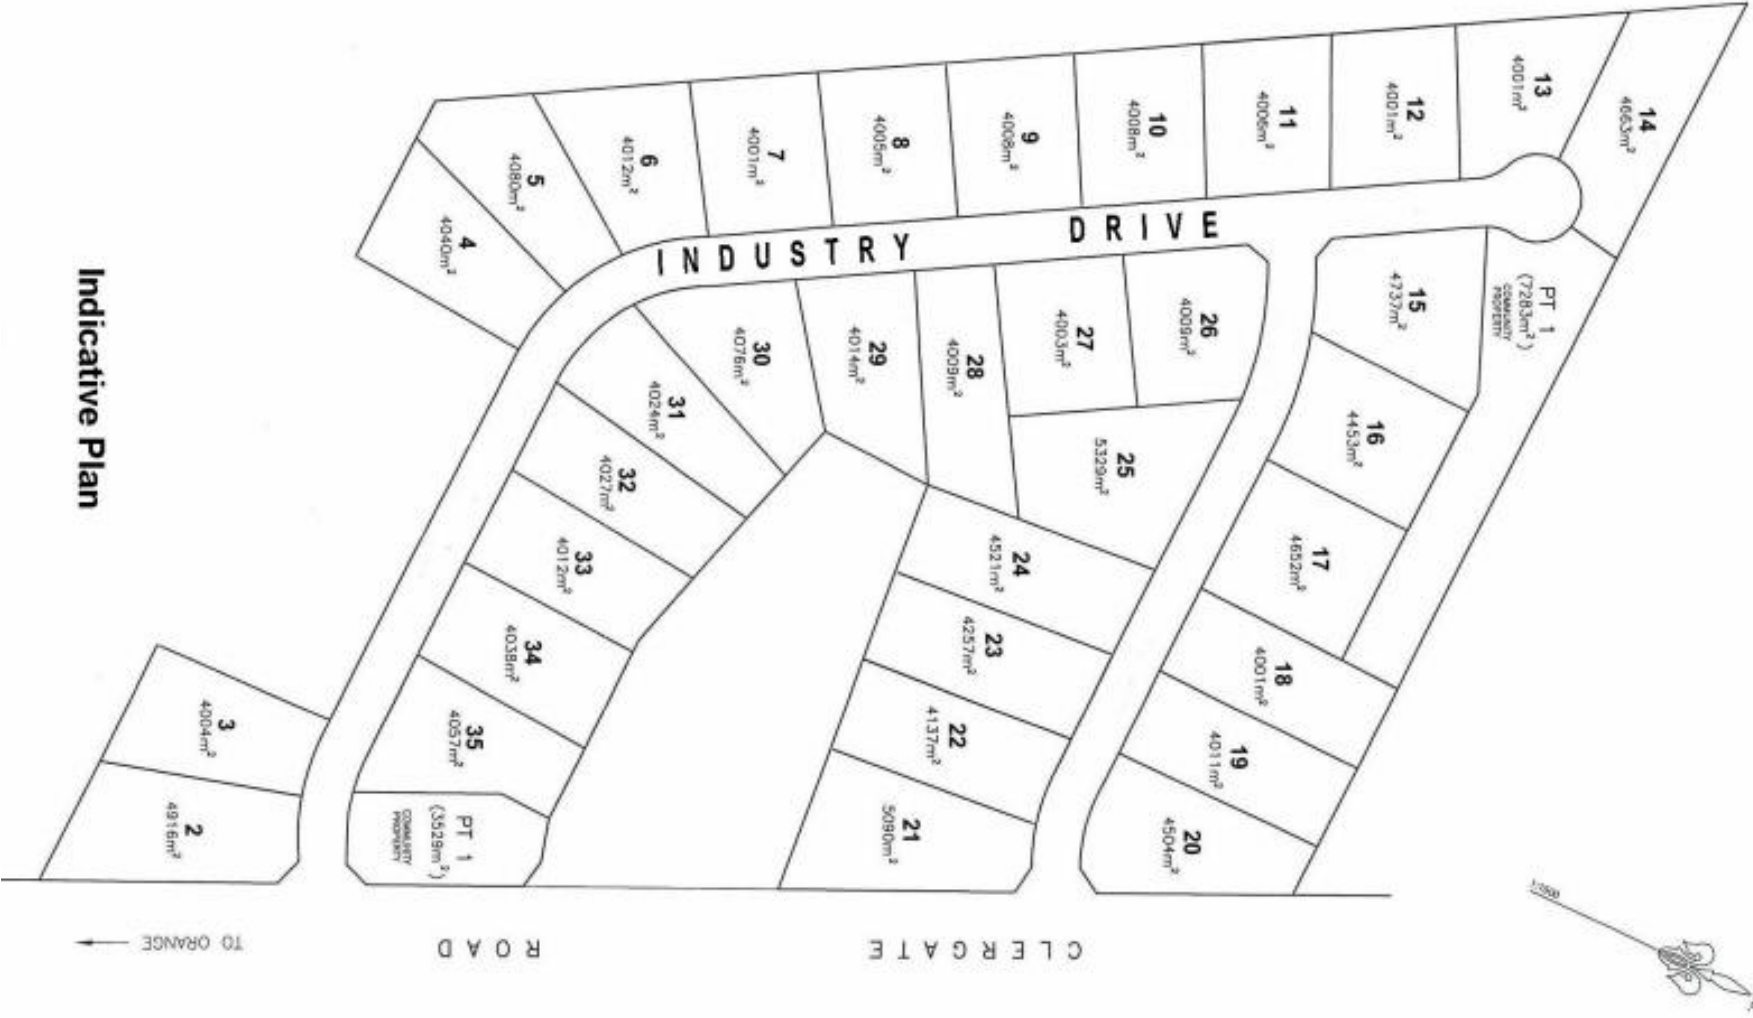 Indicative Plan
INDUSTRY DRIVE
CLERGATE ROAD
TO ORANGE
2
4916m²
3
4004m²
4
4040m²
5
4080m²
6
4012m²
7
4001m²
8
4005m²
9
4008m²
10
4008m²
11
4006m²
12
4001m²
13
4001m²
14
4663m²
PT 1
(7283m²)
COMMUNITY
PROPERTY
15
4737m²
16
4453m²
17
4652m²
18
4001m²
19
4011m²
20
4504m²
21
5090m²
22
4137m²
23
4257m²
24
4521m²
25
5329m²
26
4009m²
27
4003m²
28
4009m²
29
4014m²
30
4076m²
31
4024m²
32
4027m²
33
4012m²
34
4038m²
35
4057m²
PT 1
(3529m²)
COMMUNITY
PROPERTY